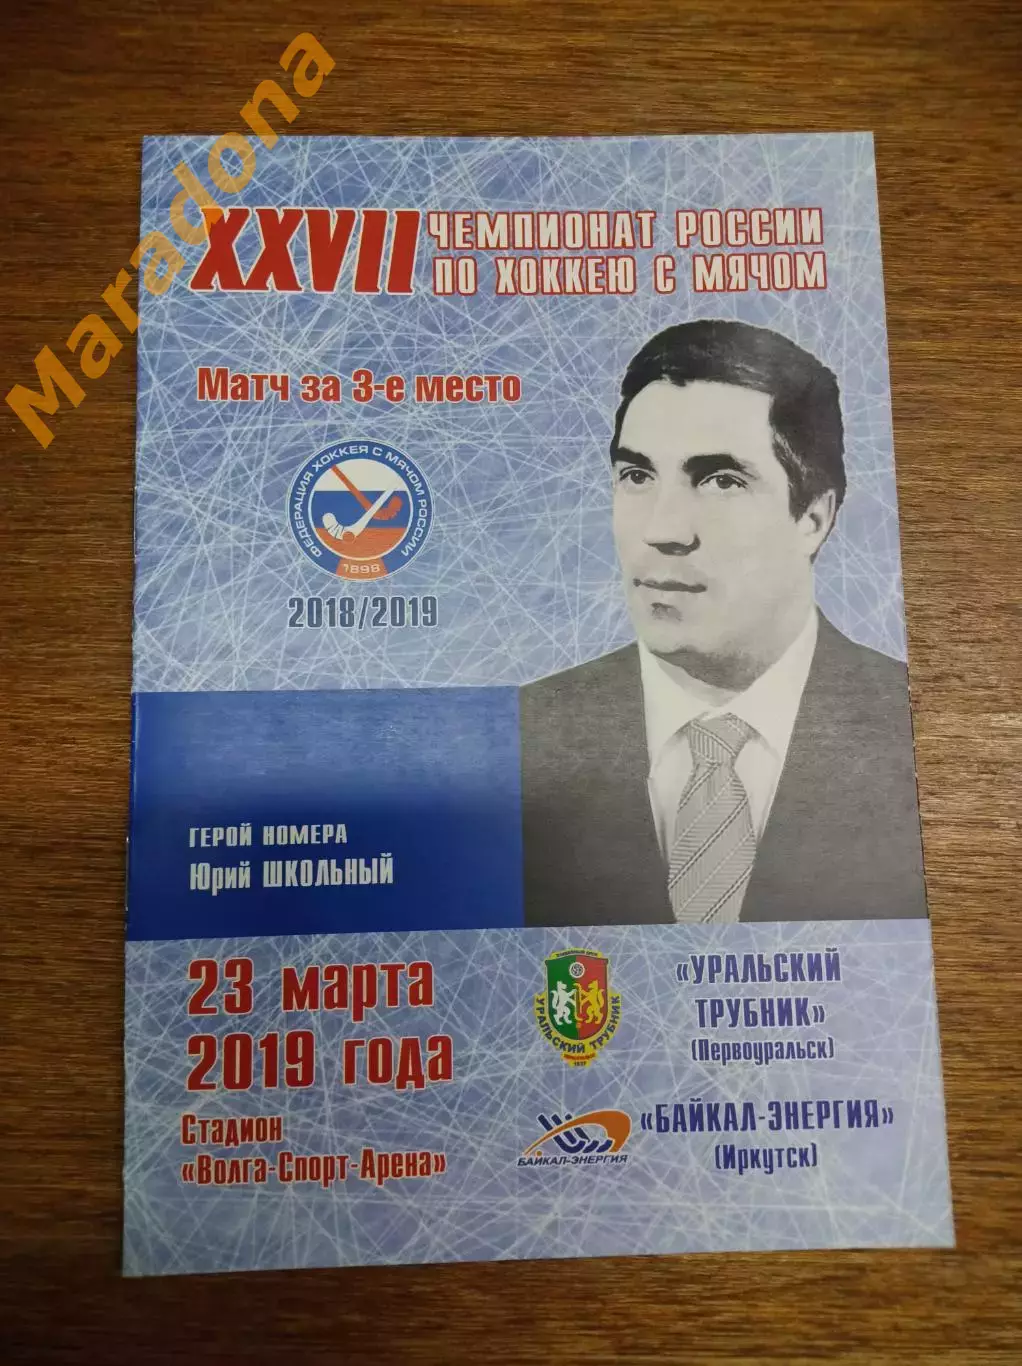 Maradona
XXVII
ЧЕМПИОНАТ РОССИИ
ПО ХОККЕЮ С МЯЧОМ
Матч за 3-е место
ФЕДЕРАЦИЯ ХОККЕЯ С МЯЧОМ РОССИИ
1898
2018/2019
ГЕРОЙ НОМЕРА
Юрий ШКОЛЬНЫЙ
23 марта
2019 года
Стадион
«Волга-Спорт-Арена»
УРАЛЬСКИЙ ТРУБНИК
1937
«УРАЛЬСКИЙ
ТРУБНИК»
(Первоуральск)
БАЙКАЛ-ЭНЕРГИЯ
«БАЙКАЛ-ЭНЕРГИЯ»
(Иркутск)